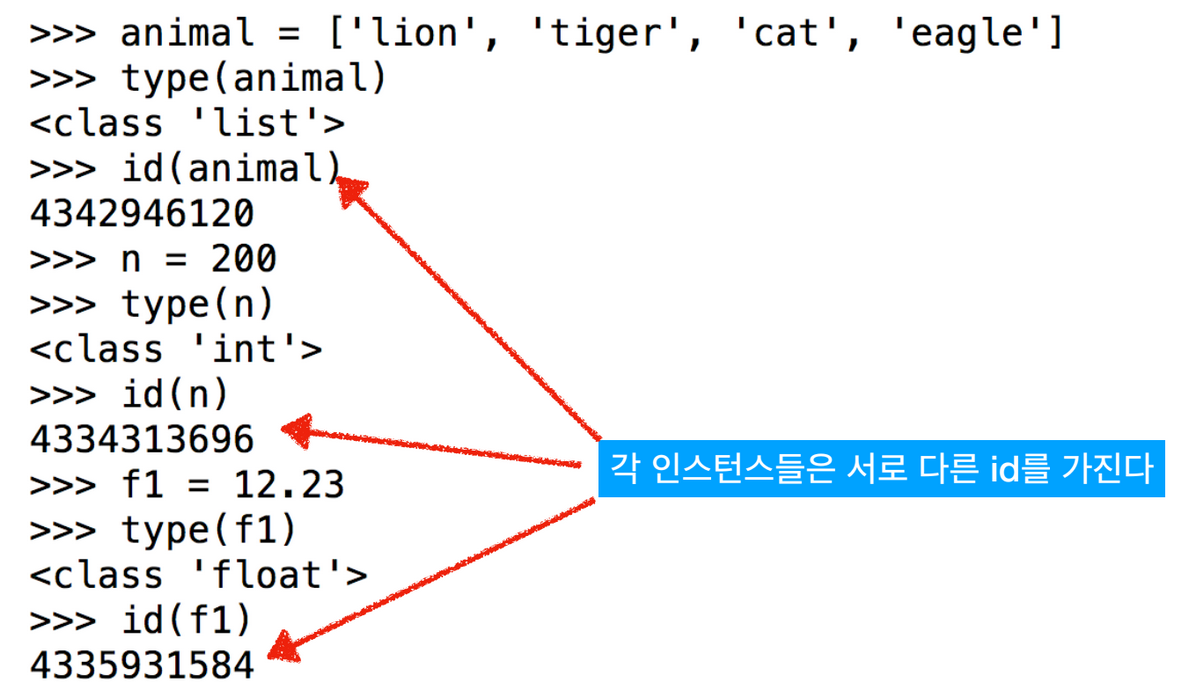 >>> animal = ['lion', 'tiger', 'cat', 'eagle']
>>> type(animal)
<class 'list'>
>>> id(animal)
4342946120
>>> n = 200
>>> type(n)
<class 'int'>
>>> id(n)
4334313696
각 인스턴스들은 서로 다른 id를 가진다
>>> f1 = 12.23
>>> type(f1)
<class 'float'>
>>> id(f1)
4335931584